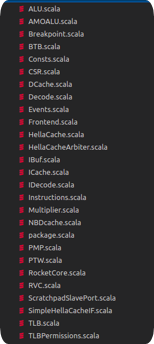 ALU.scala
AMOALU.scala
Breakpoint.scala
BTB.scala
Consts.scala
CSR.scala
DCache.scala
Decode.scala
Events.scala
Frontend.scala
HellaCache.scala
HellaCacheArbiter.scala
IBuf.scala
ICache.scala
IDecode.scala
Instructions.scala
Multiplier.scala
NBDcache.scala
package.scala
PMP.scala
PTW.scala
RocketCore.scala
RVC.scala
ScratchpadSlavePort.scala
SimpleHellaCacheIF.scala
TLB.scala
TLBPermissions.scala